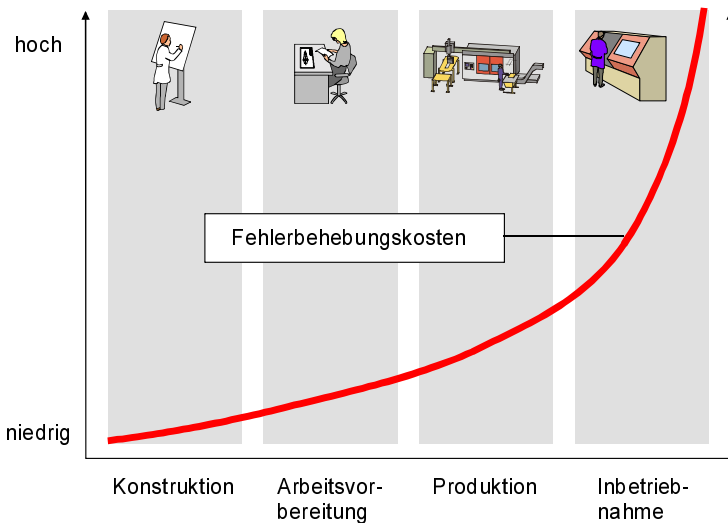 hoch
Fehlerbehebungskosten
niedrig
Konstruktion
Arbeitsvor-
bereitung
Produktion
Inbetrieb-
nahme